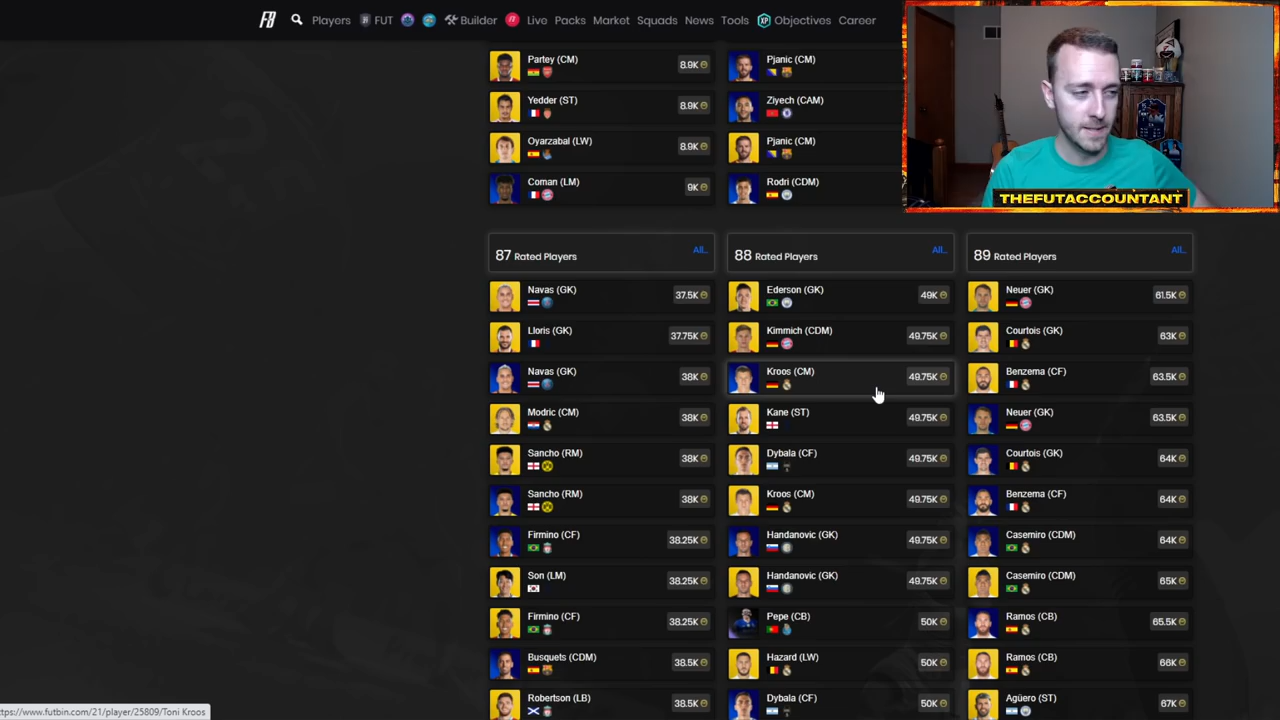 F8 Players FUT Builder Live Packs Market Squads News Tools XP Objectives Career
Partey (CM) 8.9K
Yedder (ST) 8.9K
Oyarzabal (LW) 8.9K
Coman (LM) 9K
Pjanic (CM)
Ziyech (CAM)
Pjanic (CM)
Rodri (CDM)
THEFUTACCOUNTANT
87 Rated Players All..
Navas (GK) 37.5K
Lloris (GK) 37.75K
Navas (GK) 38K
Modric (CM) 38K
Sancho (RM) 38K
Sancho (RM) 38K
Firmino (CF) 38.25K
Son (LM) 38.25K
Firmino (CF) 38.25K
Busquets (CDM) 38.5K
Robertson (LB) 38.5K
88 Rated Players All..
Ederson (GK) 49K
Kimmich (CDM) 49.75K
Kroos (CM) 49.75K
Kane (ST) 49.75K
Dybala (CF) 49.75K
Kroos (CM) 49.75K
Handanovic (GK) 49.75K
Handanovic (GK) 49.75K
Pepe (CB) 50K
Hazard (LW) 50K
Dybala (CF) 50K
89 Rated Players All..
Neuer (GK) 61.5K
Courtois (GK) 63K
Benzema (CF) 63.5K
Neuer (GK) 63.5K
Courtois (GK) 64K
Benzema (CF) 64K
Casemiro (CDM) 64K
Casemiro (CDM) 65K
Ramos (CB) 65.5K
Ramos (CB) 66K
Agüero (ST) 67K
ttps://www.futbin.com/21/player/25809/Toni Kroos